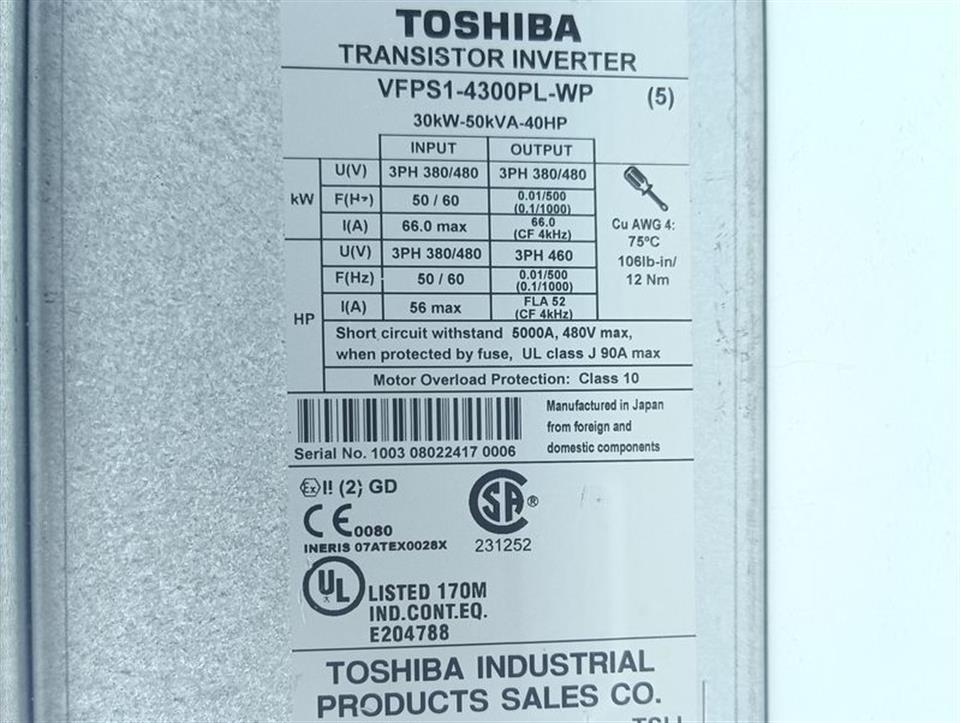 TOSHIBA
TRANSISTOR INVERTER
VFPS1-4300PL-WP (5)
30kW-50kVA-40HP
INPUT OUTPUT
kW U(V) 3PH 380/480 3PH 380/480
F(Hz) 50 / 60 0.01/500 (0.1/1000)
I(A) 66.0 max 66.0 (CF 4kHz)
Cu AWG 4:
75ºC
106lb-in/
12 Nm
HP U(V) 3PH 380/480 3PH 460
F(Hz) 50 / 60 0.01/500 (0.1/1000)
I(A) 56 max FLA 52 (CF 4kHz)
Short circuit withstand 5000A, 480V max,
when protected by fuse, UL class J 90A max
Motor Overload Protection: Class 10
Manufactured in Japan
from foreign and
domestic components
Serial No. 1003 08022417 0006
Ex II (2) GD
CE 0080
INERIS 07ATEX0028X
SA ®
231252
UL
LISTED 170M
IND.CONT.EQ.
E204788
TOSHIBA INDUSTRIAL
PRODUCTS SALES CO.